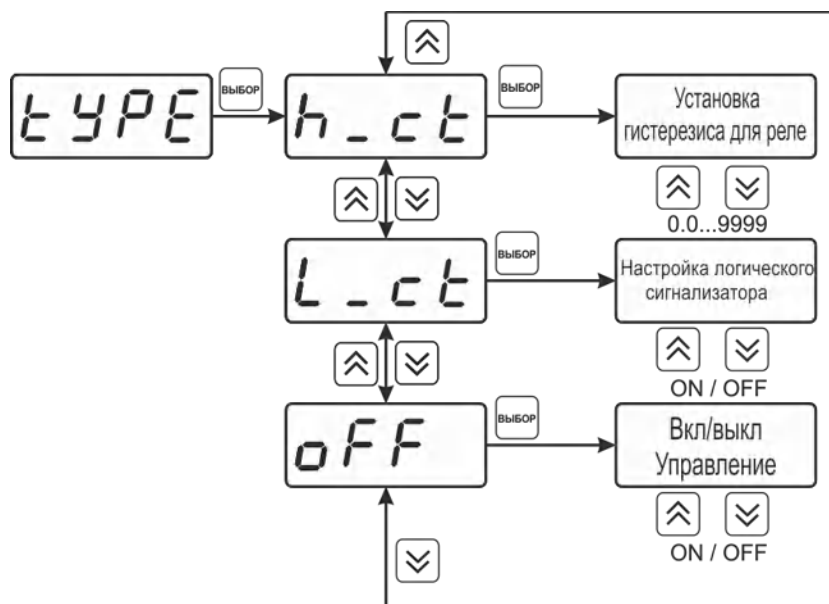 tYPE
ВЫБОР
h_ct
ВЫБОР
Установка
гистерезиса для реле
0.0...9999
L_ct
ВЫБОР
Настройка логического
сигнализатора
ON / OFF
oFF
ВЫБОР
Вкл/выкл
Управление
ON / OFF